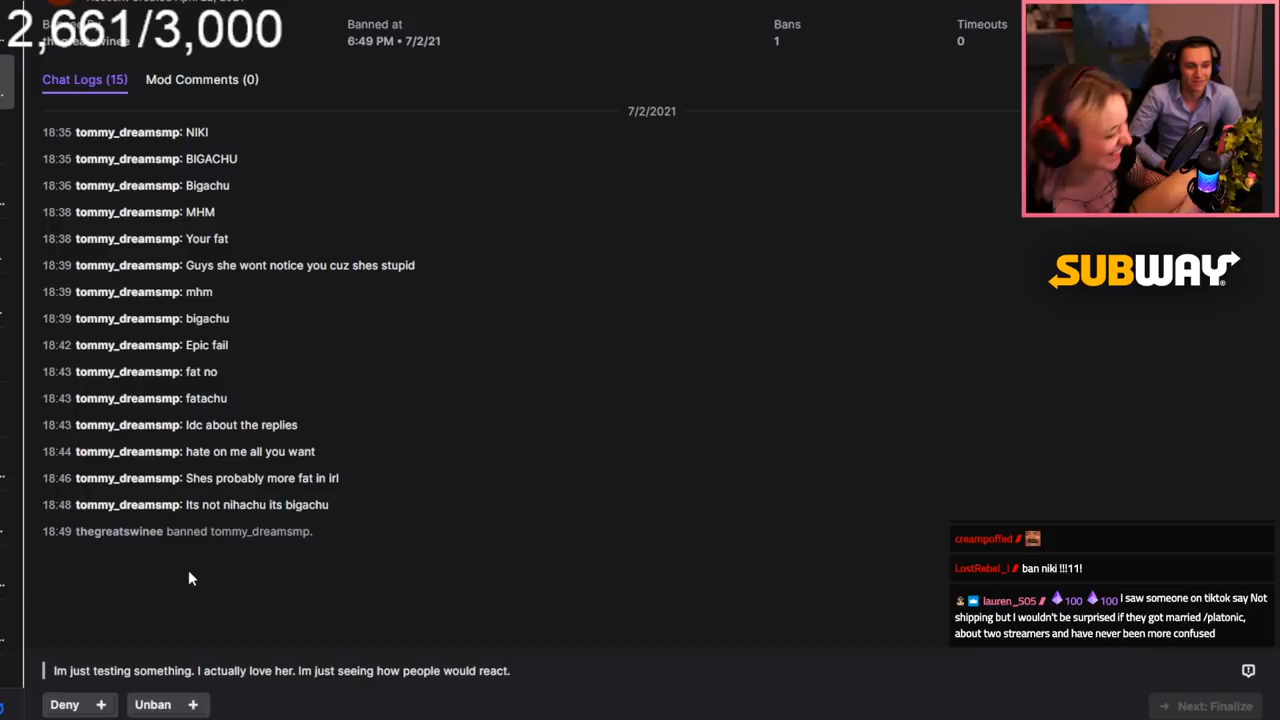 2,661/3,000
Banned at
Bans
Timeouts
thegreatswinee
6:49 PM • 7/2/21
1
0
Chat Logs (15)
Mod Comments (0)
7/2/2021
18:35 tommy_dreamsmp: NIKI
18:35 tommy_dreamsmp: BIGACHU
18:36 tommy_dreamsmp: Bigachu
18:38 tommy_dreamsmp: MHM
18:38 tommy_dreamsmp: Your fat
18:39 tommy_dreamsmp: Guys she wont notice you cuz shes stupid
18:39 tommy_dreamsmp: mhm
18:39 tommy_dreamsmp: bigachu
18:42 tommy_dreamsmp: Epic fail
18:43 tommy_dreamsmp: fat no
18:43 tommy_dreamsmp: fatachu
18:43 tommy_dreamsmp: Idc about the replies
18:44 tommy_dreamsmp: hate on me all you want
18:46 tommy_dreamsmp: Shes probably more fat in irl
18:48 tommy_dreamsmp: Its not nihachu its bigachu
18:49 thegreatswinee banned tommy_dreamsmp.
SUBWAY
creampoffed //
LostRebel_i // ban niki !!!11!
lauren_505 // 100 100 I saw someone on tiktok say Not
shipping but I wouldn't be surprised if they got married /platonic,
about two streamers and have never been more confused
Im just testing something. I actually love her. Im just seeing how people would react.
Deny +
Unban +
Next: Finalize